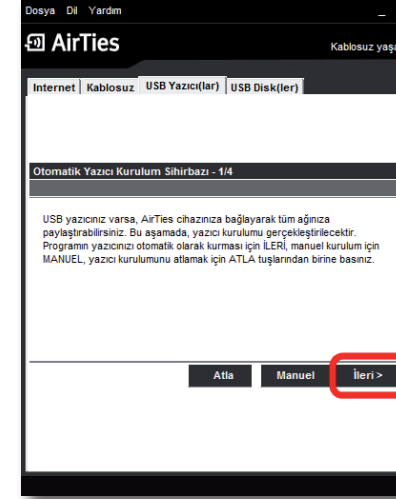 Dosya Dil Yardım
AirTies
Kablosuz yaşa
Internet Kablosuz USB Yazıcı(lar) USB Disk(ler)
Otomatik Yazıcı Kurulum Sihirbazı - 1/4
USB yazıcınız varsa, AirTies cihazınıza bağlayarak tüm ağınıza
paylaştırabilirsiniz. Bu aşamada, yazıcı kurulumu gerçekleştirilecektir.
Programın yazıcınızı otomatik olarak kurması için İLERİ, manuel kurulum için
MANUEL, yazıcı kurulumunu atlamak için ATLA tuşlarından birine basınız.
Atla Manuel İleri >